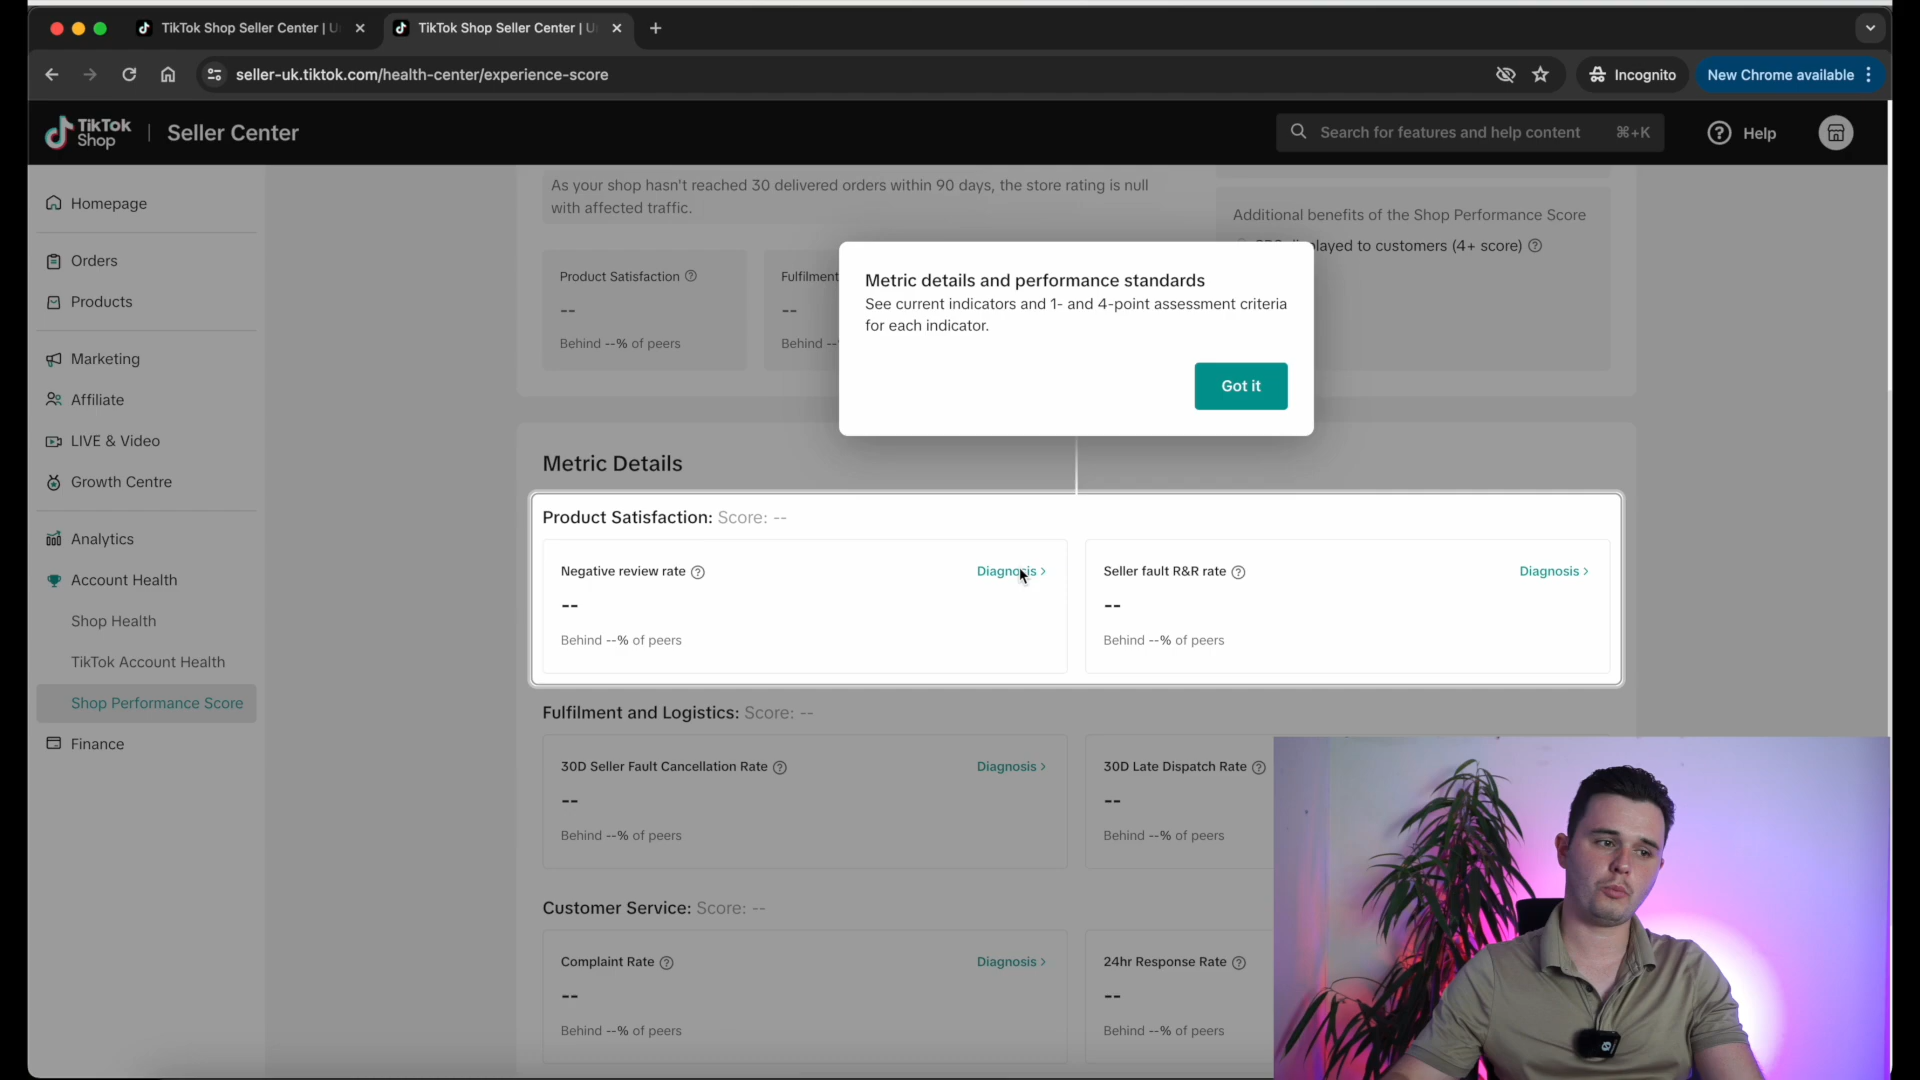 TikTok Shop Seller Center | U
TikTok Shop Seller Center | U
seller-uk.tiktok.com/health-center/experience-score
Incognito
New Chrome available
TikTok
Shop
Seller Center
Search for features and help content
⌘+K
Help
Homepage
Orders
Products
Marketing
Affiliate
LIVE & Video
Growth Centre
Analytics
Account Health
Shop Health
TikTok Account Health
Shop Performance Score
Finance
As your shop hasn't reached 30 delivered orders within 90 days, the store rating is null
with affected traffic.
Product Satisfaction
--
Behind --% of peers
Fulfilment
--
Behind --
Additional benefits of the Shop Performance Score
layed to customers (4+ score)
Metric details and performance standards
See current indicators and 1- and 4-point assessment criteria
for each indicator.
Got it
Metric Details
Product Satisfaction: Score: --
Negative review rate
Diagnosis >
--
Behind --% of peers
Seller fault R&R rate
Diagnosis >
--
Behind --% of peers
Fulfilment and Logistics: Score: --
30D Seller Fault Cancellation Rate
Diagnosis >
--
Behind --% of peers
30D Late Dispatch Rate
--
Behind --% of peers
Customer Service: Score: --
Complaint Rate
Diagnosis >
--
Behind --% of peers
24hr Response Rate
--
Behind --% of peers